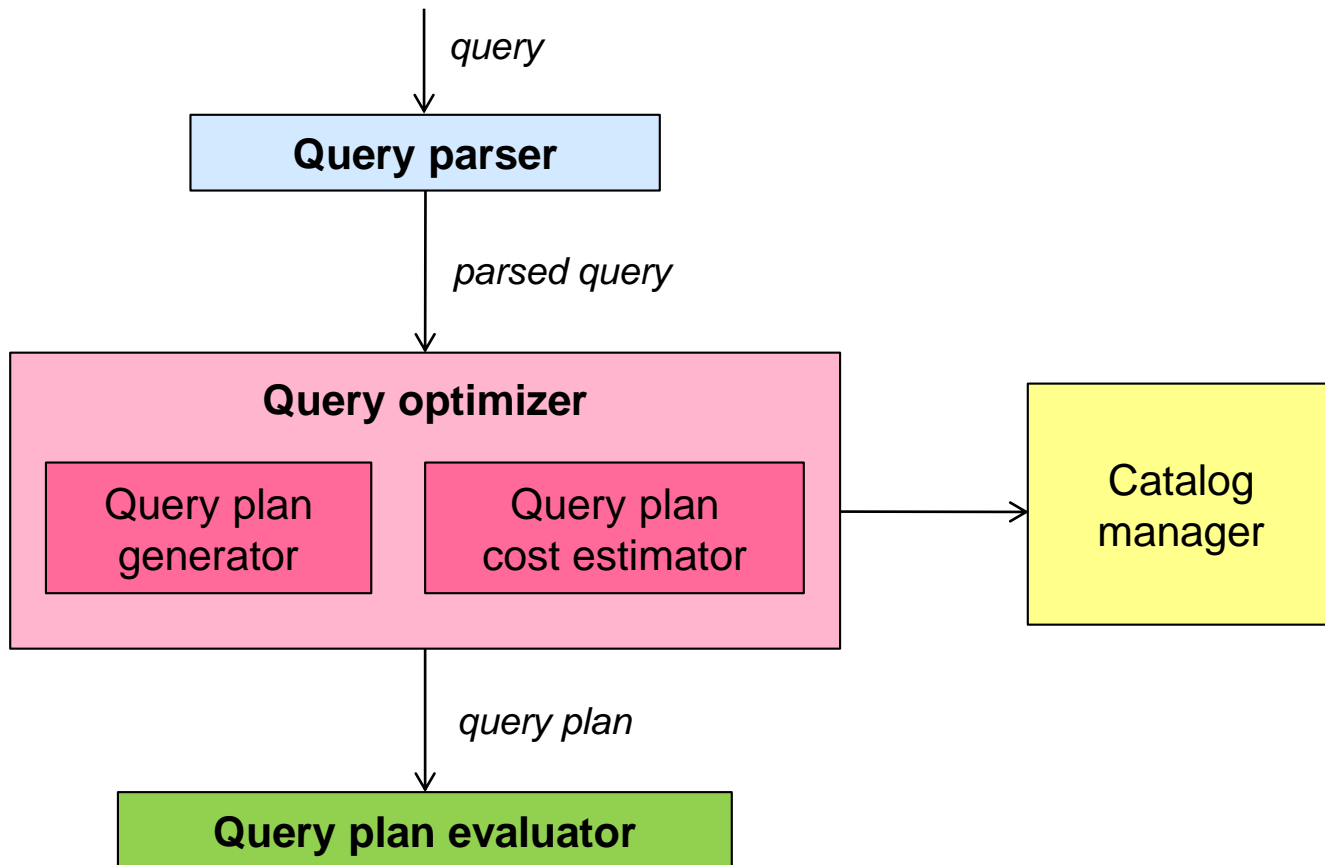 query
Query parser
parsed query
Query optimizer
Query plan
generator
Query plan
cost estimator
Catalog
manager
query plan
Query plan evaluator